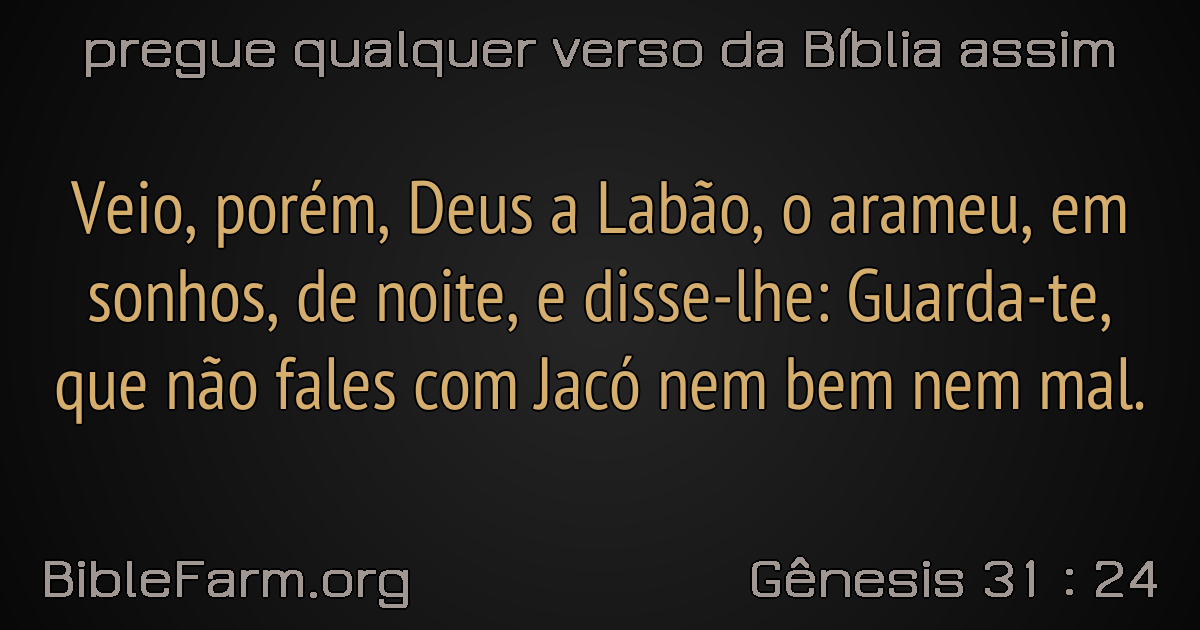 pregue qualquer verso da Bíblia assim
Veio, porém, Deus a Labão, o arameu, em
sonhos, de noite, e disse-lhe: Guarda-te,
que não fales com Jacó nem bem nem mal.
BibleFarm.org
Gênesis 31 : 24